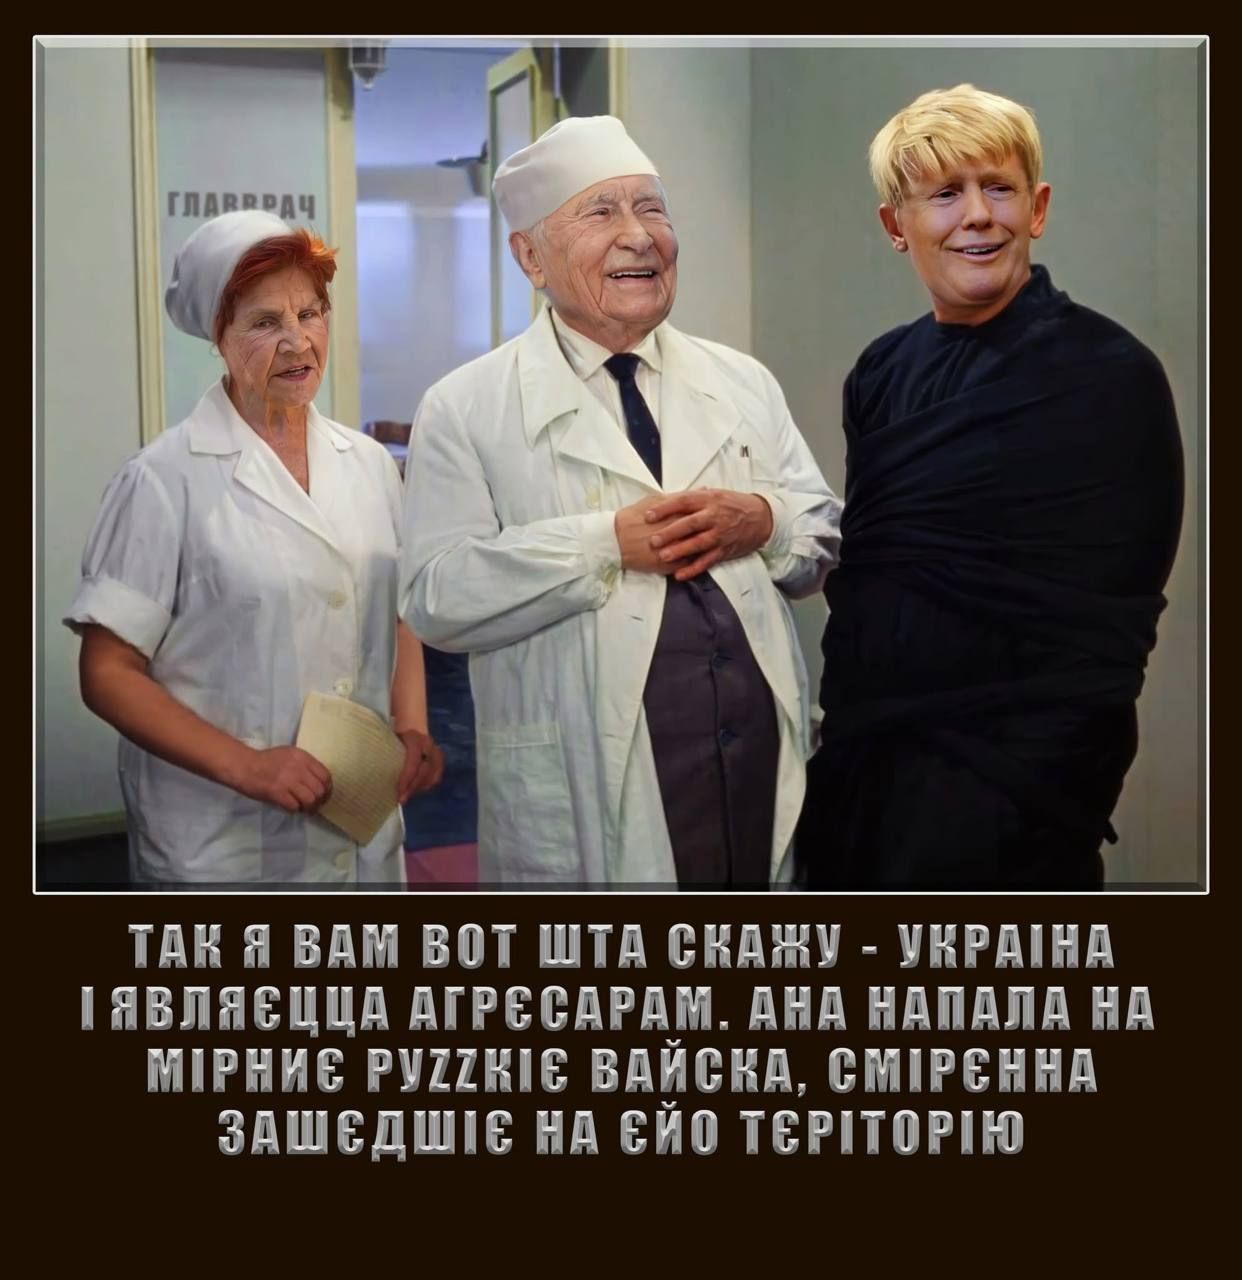 ГЛАВВРАЧ
ТАК Я ВАМ ВОТ ШТА СКАЖУ - УКРАІНА
І ЯВЛЯЄЦЦА АГРЄСАРАМ. АНА НАПАЛА НА
МІРНИЄ РУZZКІЄ ВАЙСКА, СМІРЄННА
ЗАШЄДШІЄ НА ЄЙО ТЄРІТОРІЮ